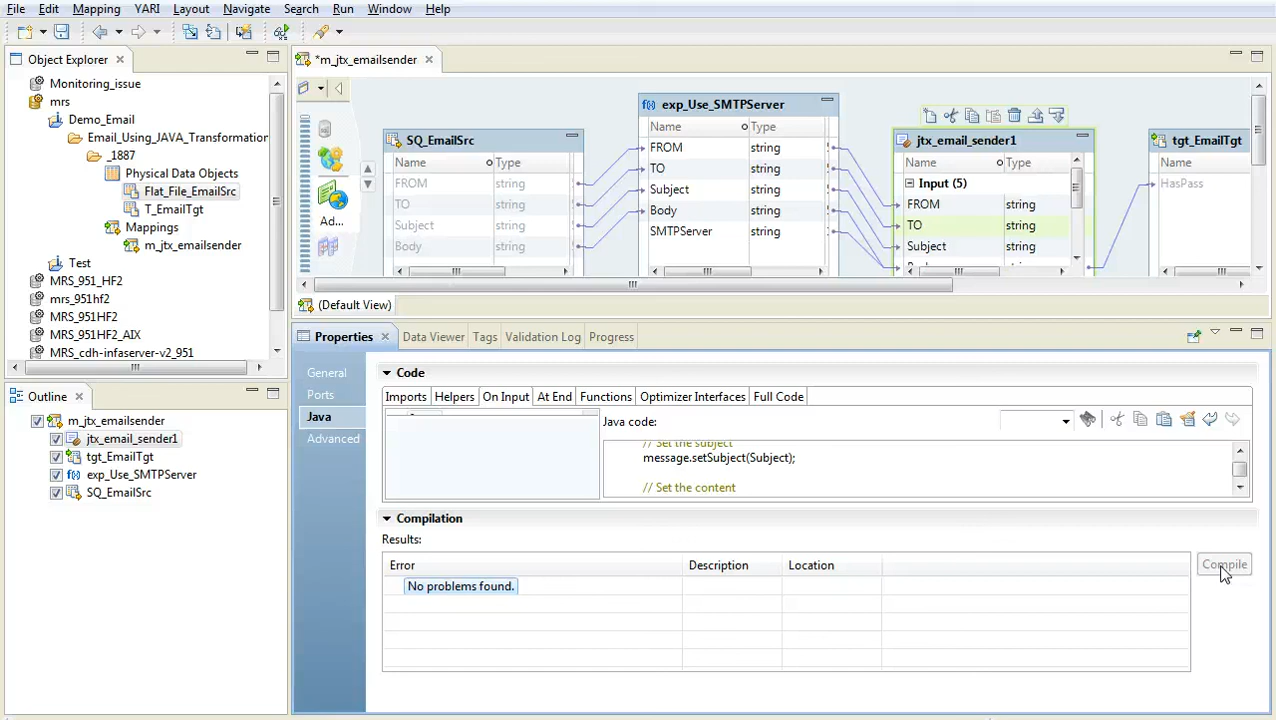 File Edit Mapping YARI Layout Navigate Search Run Window Help
Object Explorer
Monitoring_issue
mrs
Demo_Email
Email_Using_JAVA_Transformation
_1887
Physical Data Objects
Flat_File_EmailSrc
T_EmailTgt
Mappings
m_jtx_emailsender
Test
MRS_951_HF2
mrs_951hf2
MRS_951HF2
MRS_951HF2_AIX
MRS_cdh-infaserver-v2_951
Outline
m_jtx_emailsender
jtx_email_sender1
tgt_EmailTgt
exp_Use_SMTPServer
SQ_EmailSrc
*m_jtx_emailsender
Ad...
SQ_EmailSrc
Name Type
FROM string
TO string
Subject string
Body string
exp_Use_SMTPServer
Name Type
FROM string
TO string
Subject string
Body string
SMTPServer string
jtx_email_sender1
Name Type
Input (5)
FROM string
TO string
Subject string
tgt_EmailTgt
Name
HasPass
(Default View)
Properties Data Viewer Tags Validation Log Progress
General
Ports
Java
Advanced
Code
Imports Helpers On Input At End Functions Optimizer Interfaces Full Code
Java code:
// Set the subject
message.setSubject(Subject);
// Set the content
Compilation
Results:
Error Description Location
No problems found.
Compile